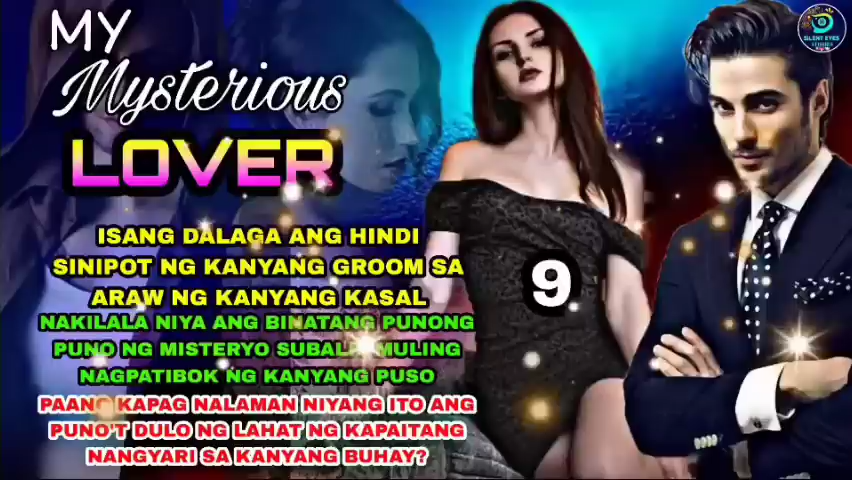 MY
Mysterious
LOVER
ISANG DALAGA ANG HINDI
SINIPOT NG KANYANG GROOM SA
ARAW NG KANYANG KASAL
NAKILALA NIYA ANG BINATANG PUNONG
PUNO NG MISTERYO MULING
NAGPATIBOK NG KANYANG PUSO
PAANO KAPAG NALAMAN NIYANG ITO ANG
PUNO'T DULO NG LAHAT NG KAPAITANG
NANGYARI SA KANYANG BUHAY?
9
SILENT EYES